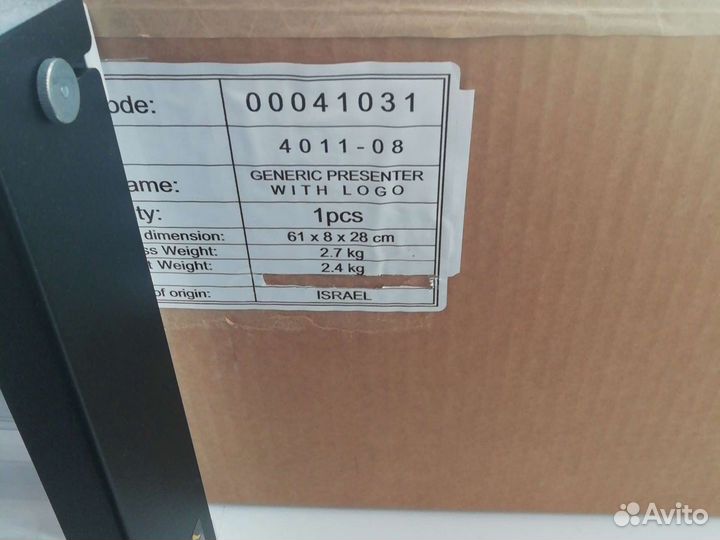 ode: 00041031
4011-08
ame: GENERIC PRESENTER
WITH LOGO
ty: 1pcs
dimension: 61 x 8 x 28 cm
ss Weight: 2.7 kg
t Weight: 2.4 kg
of origin: ISRAEL
Avito